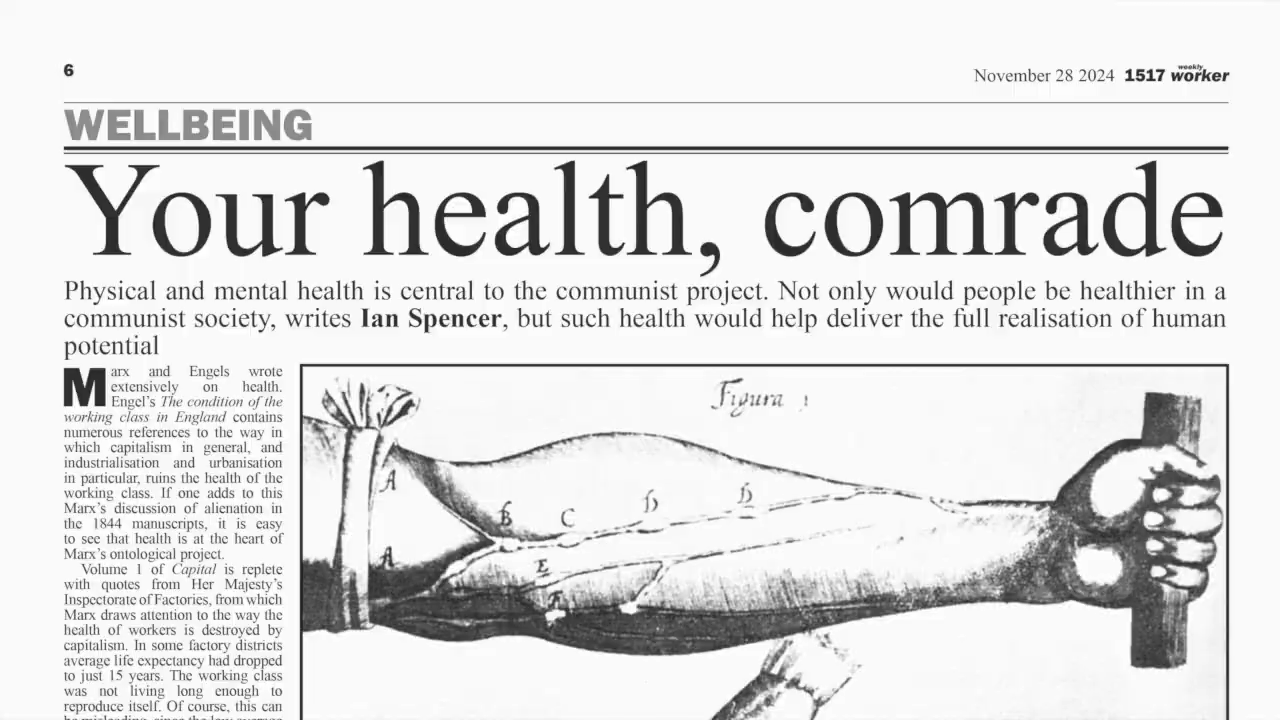 6
November 28 2024 1517 weekly worker
WELLBEING
Your health, comrade
Physical and mental health is central to the communist project. Not only would people be healthier in a
communist society, writes Ian Spencer, but such health would help deliver the full realisation of human
potential
Marx and Engels wrote
extensively on health.
Engel’s The condition of the
working class in England contains
numerous references to the way in
which capitalism in general, and
industrialisation and urbanisation
in particular, ruins the health of the
working class. If one adds to this
Marx’s discussion of alienation in
the 1844 manuscripts, it is easy
to see that health is at the heart of
Marx’s ontological project.
Volume 1 of Capital is replete
with quotes from Her Majesty’s
Inspectorate of Factories, from which
Marx draws attention to the way the
health of workers is destroyed by
capitalism. In some factory districts
average life expectancy had dropped
to just 15 years. The working class
was not living long enough to
reproduce itself. Of course, this can
be misleading, since the low average
Figura 1
A
B
C
D
D
A
E
F